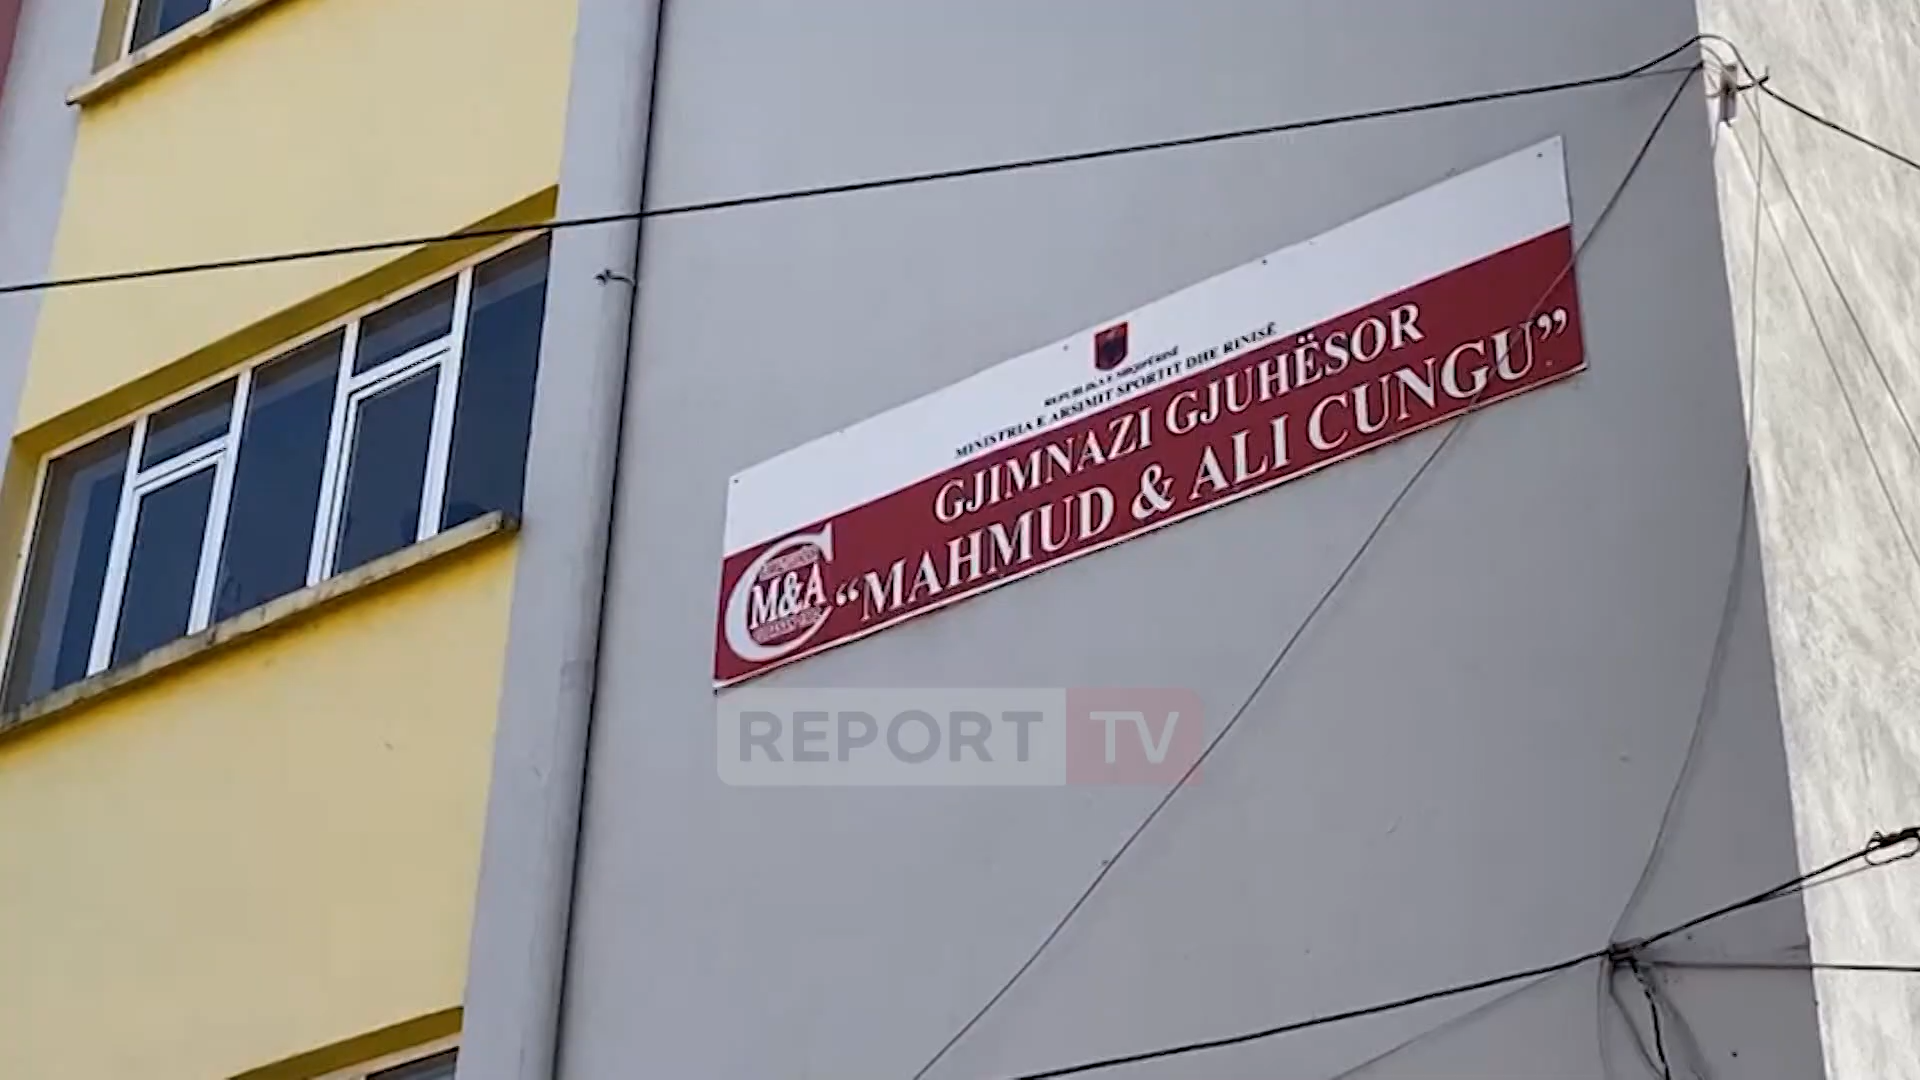 REPUBLIKA E SHQIPËRISË
MINISTRIA E ARSIMIT SPORTIT DHE RINISË
GJIMNAZI GJUHËSOR
“MAHMUD & ALI CUNGU”
M&A
REPORT TV